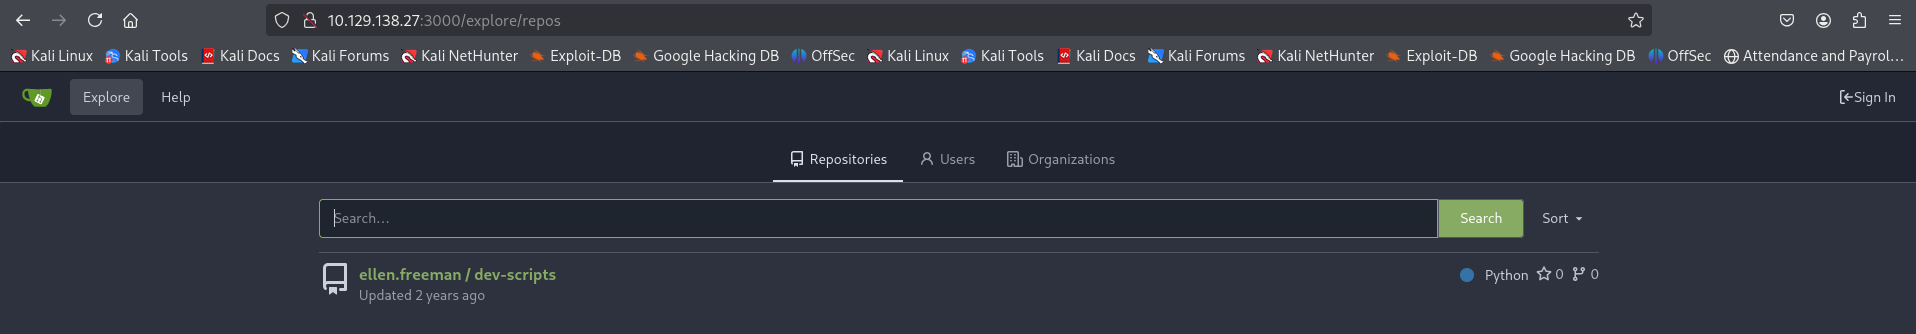 10.129.138.27:3000/explore/repos
Kali Linux Kali Tools Kali Docs Kali Forums Kali NetHunter Exploit-DB Google Hacking DB OffSec Kali Linux Kali Tools Kali Docs Kali Forums Kali NetHunter Exploit-DB Google Hacking DB OffSec Attendance and Payrol…
Explore Help Sign In
Repositories Users Organizations
Search... Search Sort
ellen.freeman / dev-scripts Python 0 0
Updated 2 years ago